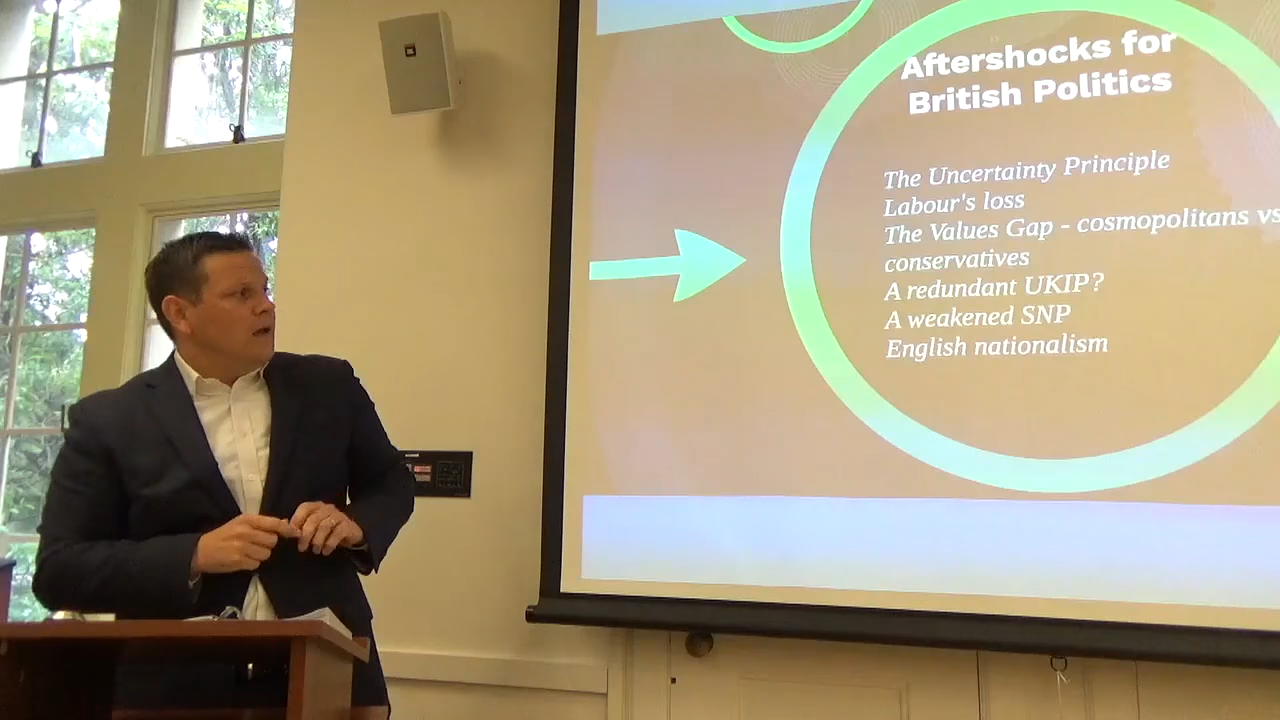 Aftershocks for
British Politics
The Uncertainty Principle
Labour's loss
The Values Gap - cosmopolitans vs
conservatives
A redundant UKIP?
A weakened SNP
English nationalism